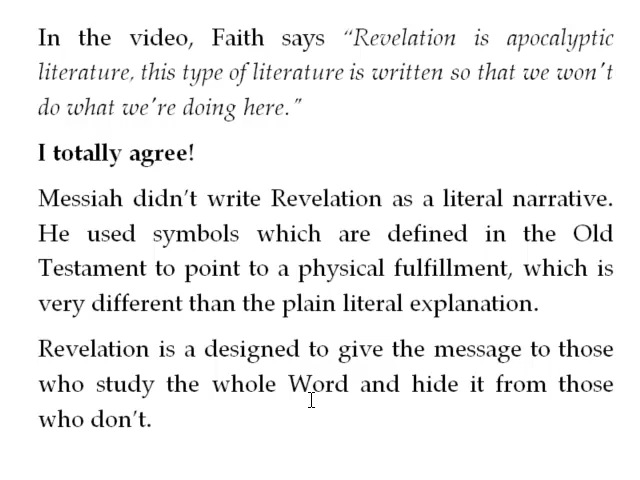 In the video, Faith says “Revelation is apocalyptic
literature, this type of literature is written so that we won't
do what we're doing here.”
I totally agree!
Messiah didn't write Revelation as a literal narrative.
He used symbols which are defined in the Old
Testament to point to a physical fulfillment, which is
very different than the plain literal explanation.
Revelation is a designed to give the message to those
who study the whole Word and hide it from those
who don't.